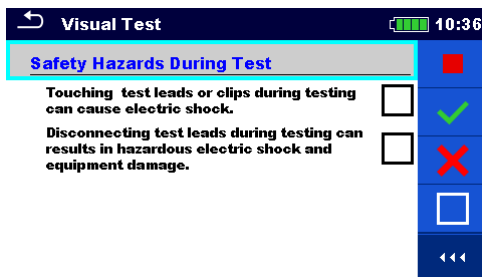 Visual Test
10:36
Safety Hazards During Test
Touching test leads or clips during testing
can cause electric shock.
Disconnecting test leads during testing can
results in hazardous electric shock and
equipment damage.